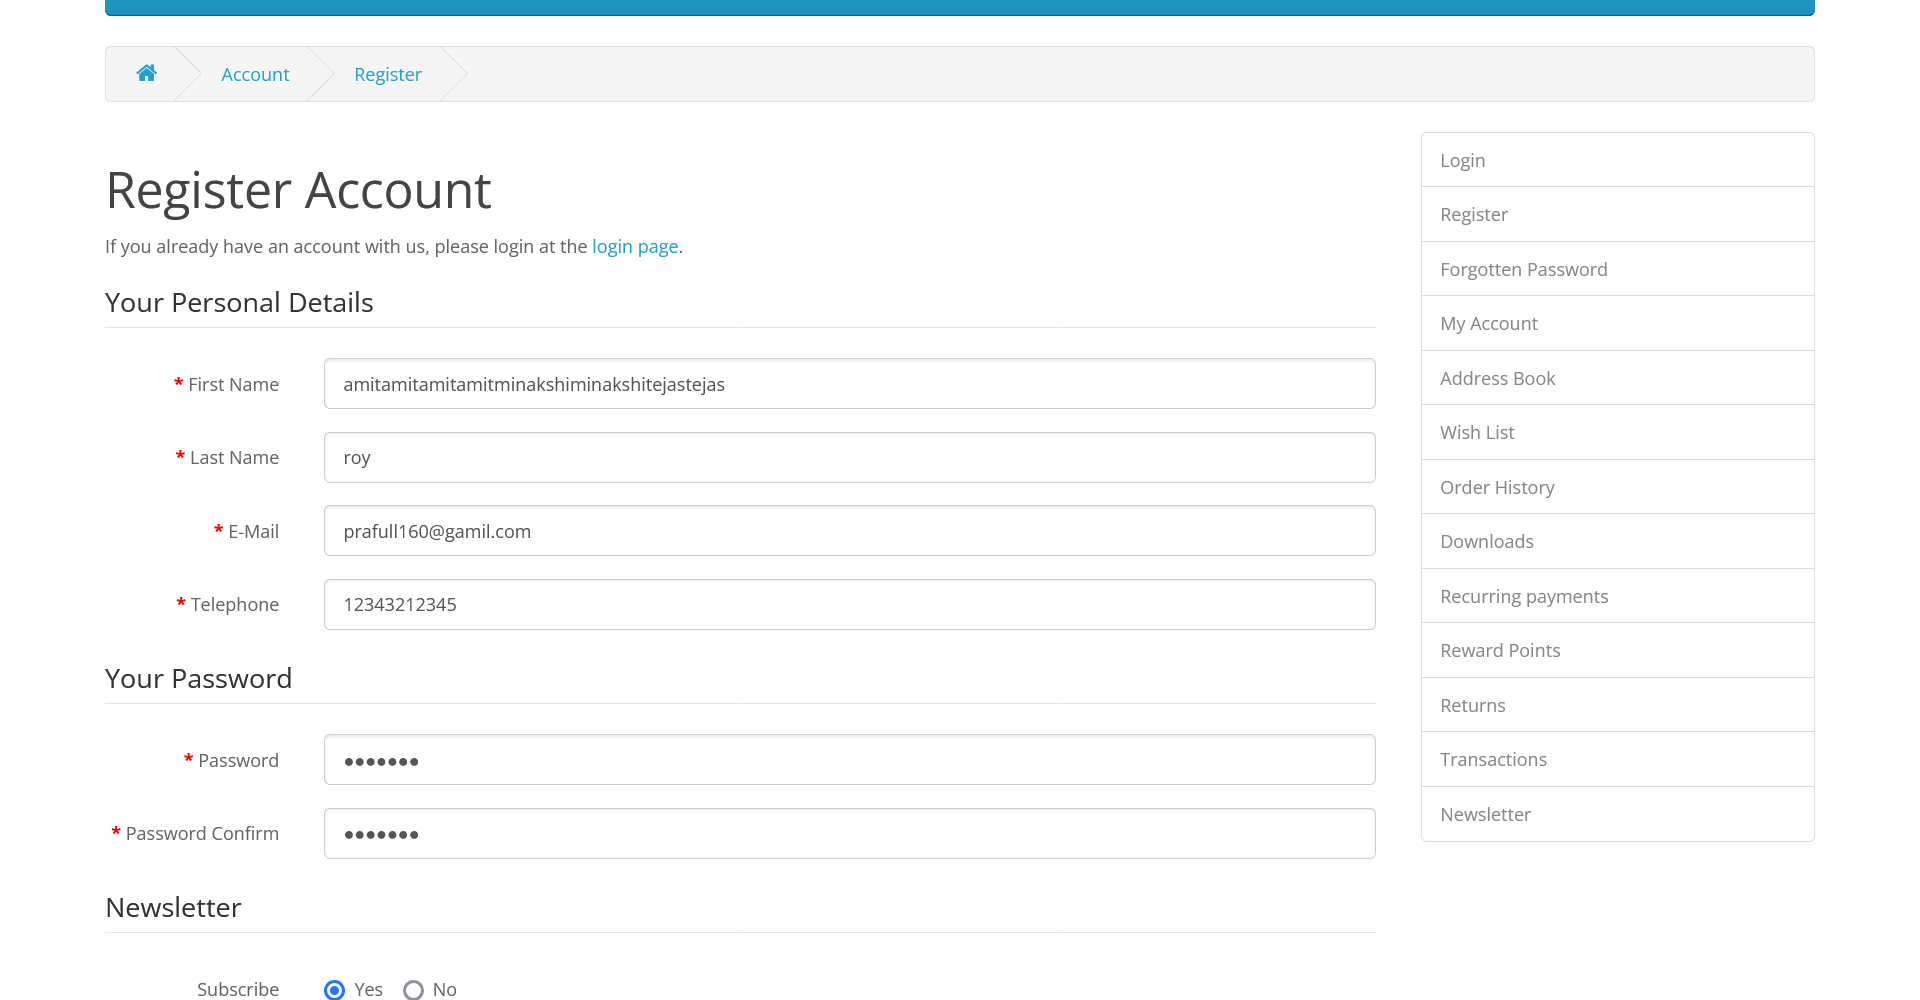 Account
Register
Register Account
If you already have an account with us, please login at the login page.
Your Personal Details
* First Name
amitamitamitamitminakshiminakshitejastejas
* Last Name
roy
* E-Mail
prafull160@gamil.com
* Telephone
12343212345
Your Password
* Password
•••••••
* Password Confirm
•••••••
Newsletter
Subscribe
Yes
No
Login
Register
Forgotten Password
My Account
Address Book
Wish List
Order History
Downloads
Recurring payments
Reward Points
Returns
Transactions
Newsletter